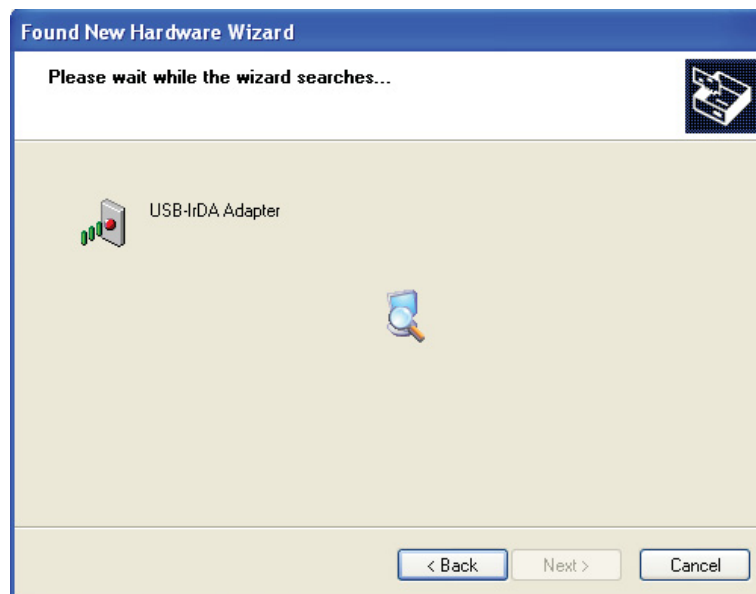 Found New Hardware Wizard
Please wait while the wizard searches...
USB-IrDA Adapter
< Back
Next >
Cancel